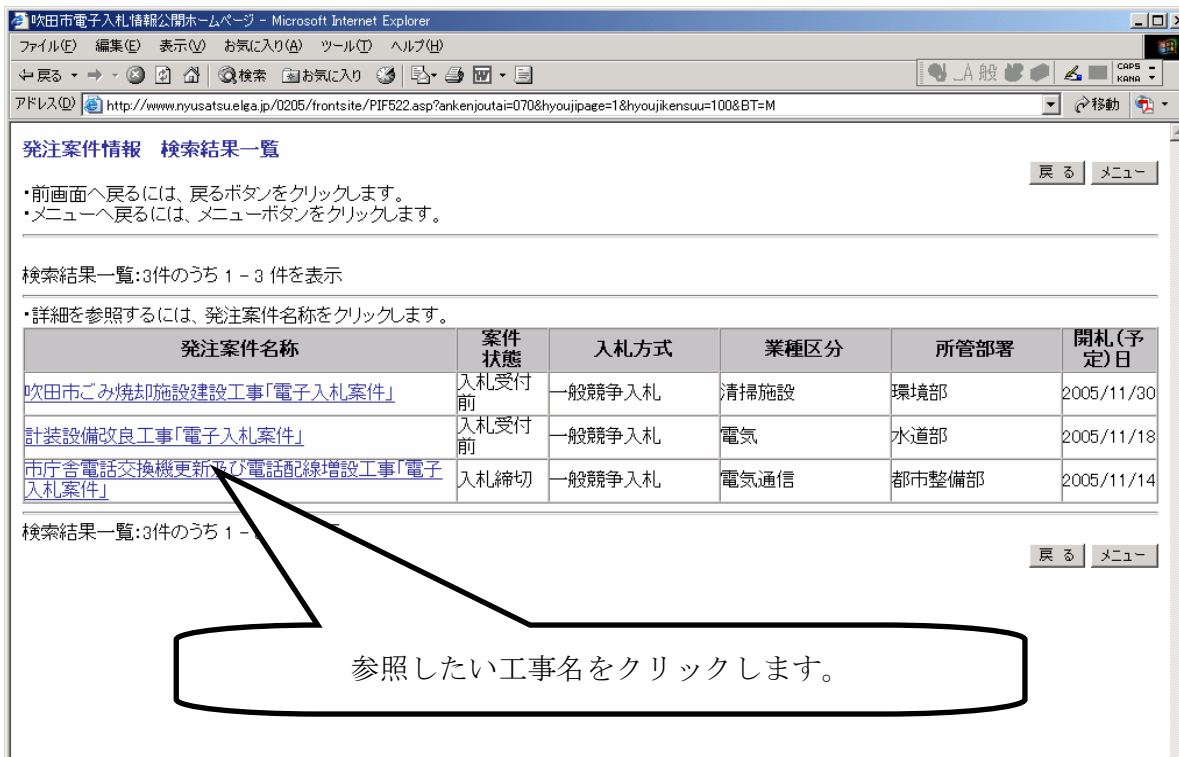 吹田市電子入札情報公開ホームページ - Microsoft Internet Explorer
ファイル(F) 編集(E) 表示(V) お気に入り(A) ツール(T) ヘルプ(H)
戻る 検索 お気に入り A 般 CAPS KANA
アドレス(D) http://www.nyusatsu.elga.jp/0205/frontsite/PIF522.asp?ankenjoutai=070&hyoujipage=1&hyoujikensuu=100&BT=M 移動
発注案件情報 検索結果一覧
戻 る メニュー
・前画面へ戻るには、戻るボタンをクリックします。
・メニューへ戻るには、メニューボタンをクリックします。
検索結果一覧:3件のうち 1 - 3 件を表示
・詳細を参照するには、発注案件名称をクリックします。
発注案件名称 案件状態 入札方式 業種区分 所管部署 開札(予定)日
吹田市ごみ焼却施設建設工事「電子入札案件」 入札受付前 一般競争入札 清掃施設 環境部 2005/11/30
計装設備改良工事「電子入札案件」 入札受付前 一般競争入札 電気 水道部 2005/11/18
市庁舎電話交換機更新及び電話配線増設工事「電子入札案件」 入札締切 一般競争入札 電気通信 都市整備部 2005/11/14
検索結果一覧:3件のうち 1 -
戻 る メニュー
参照したい工事名をクリックします。